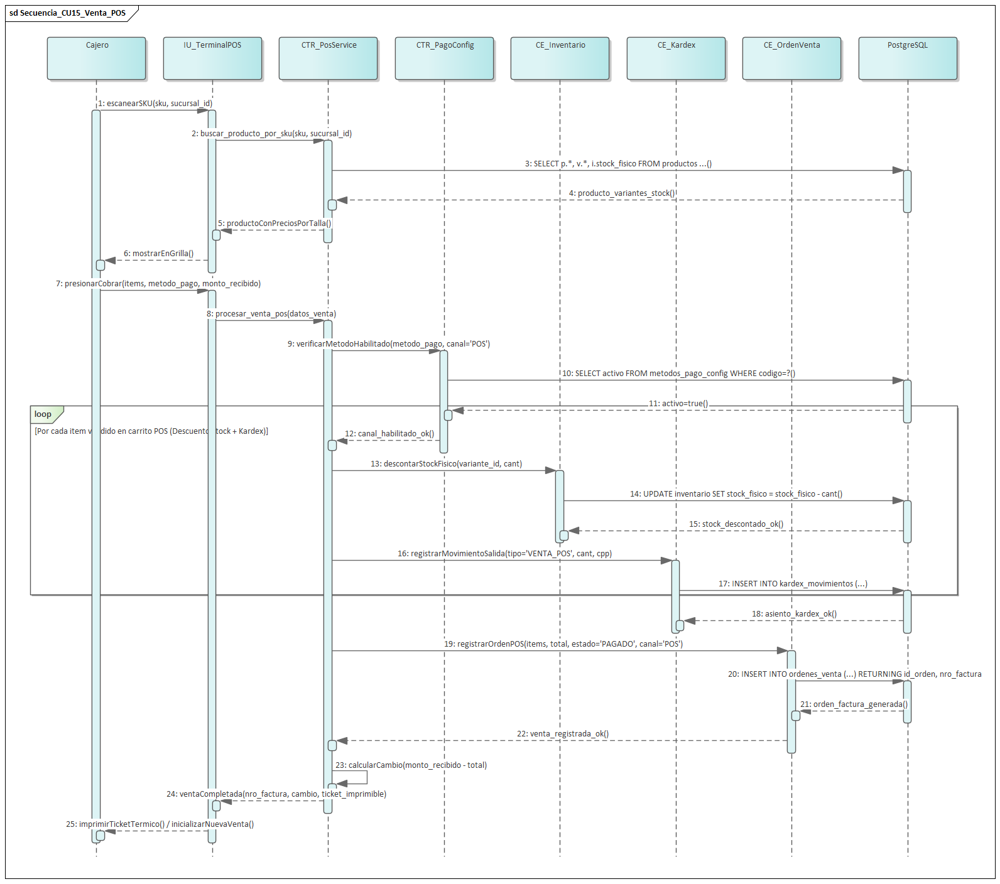 sd Secuencia_CU15_Venta_POS
Cajero
IU_TerminalPOS
CTR_PosService
CTR_PagoConfig
CE_Inventario
CE_Kardex
CE_OrdenVenta
PostgreSQL
1: escanearSKU(sku, sucursal_id)
2: buscar_producto_por_sku(sku, sucursal_id)
3: SELECT p.*, v.*, i.stock_fisico FROM productos ...()
4: producto_variantes_stock()
5: productoConPreciosPorTalla()
6: mostrarEnGrilla()
7: presionarCobrar(items, metodo_pago, monto_recibido)
8: procesar_venta_pos(datos_venta)
9: verificarMetodoHabilitado(metodo_pago, canal='POS')
10: SELECT activo FROM metodos_pago_config WHERE codigo=?()
11: activo=true()
loop
[Por cada item v dido en carrito POS (Descuento tock + Kardex)]
12: canal_habilitado_ok()
13: descontarStockFisico(variante_id, cant)
14: UPDATE inventario SET stock_fisico = stock_fisico - cant()
15: stock_descontado_ok()
16: registrarMovimientoSalida(tipo='VENTA_POS', cant, cpp)
17: INSERT INTO kardex_movimientos (...)
18: asiento_kardex_ok()
19: registrarOrdenPOS(items, total, estado='PAGADO', canal='POS')
20: INSERT INTO ordenes_venta (...) RETURNING id_orden, nro_factura
21: orden_factura_generada()
22: venta_registrada_ok()
23: calcularCambio(monto_recibido - total)
24: ventaCompletada(nro_factura, cambio, ticket_imprimible)
25: imprimirTicketTermico() / inicializarNuevaVenta()